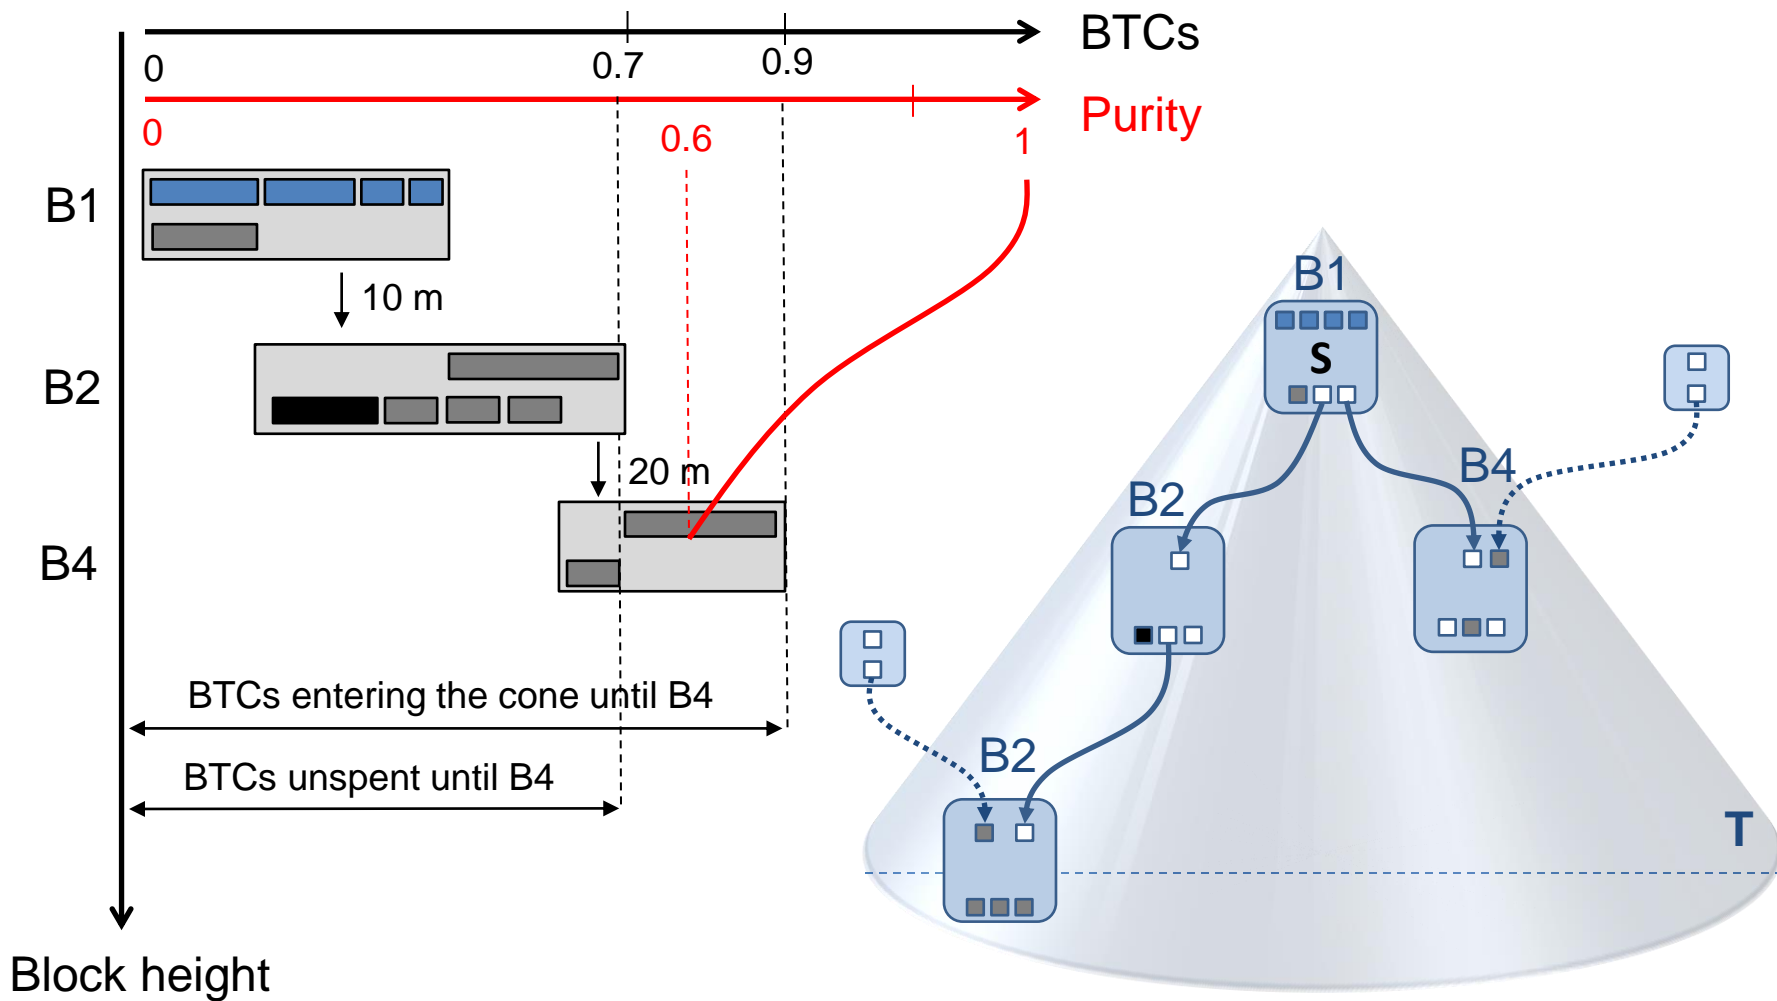 BTCs
0
0.7
0.9
Purity
0
0.6
1
B1
10 m
B2
20 m
B4
BTCs entering the cone until B4
BTCs unspent until B4
Block height
B1
S
B4
B2
B2
T